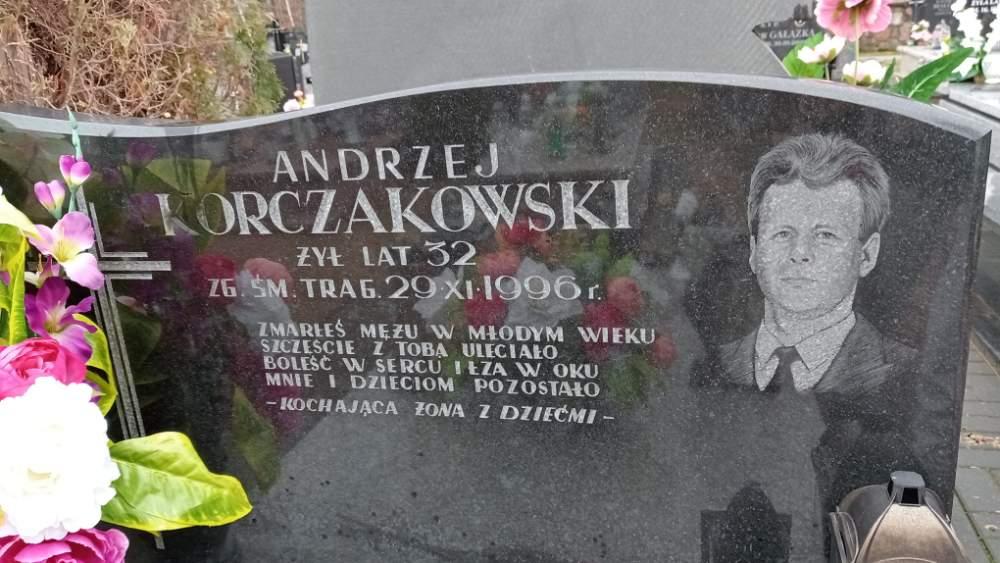 ANDRZEJ
KORCZAKOWSKI
ŻYŁ LAT 32
ZG. ŚM. TRAG. 29.XI.1996 r.
ZMARŁEŚ MĘŻU W MŁODYM WIEKU
SZCZĘŚCIE Z TOBĄ ULECIAŁO
BOLEŚĆ W SERCU I ŁZA W OKU
MNIE I DZIECIOM POZOSTAŁO
- KOCHAJĄCA ŻONA Z DZIEĆMI -
GAŁĄZKA